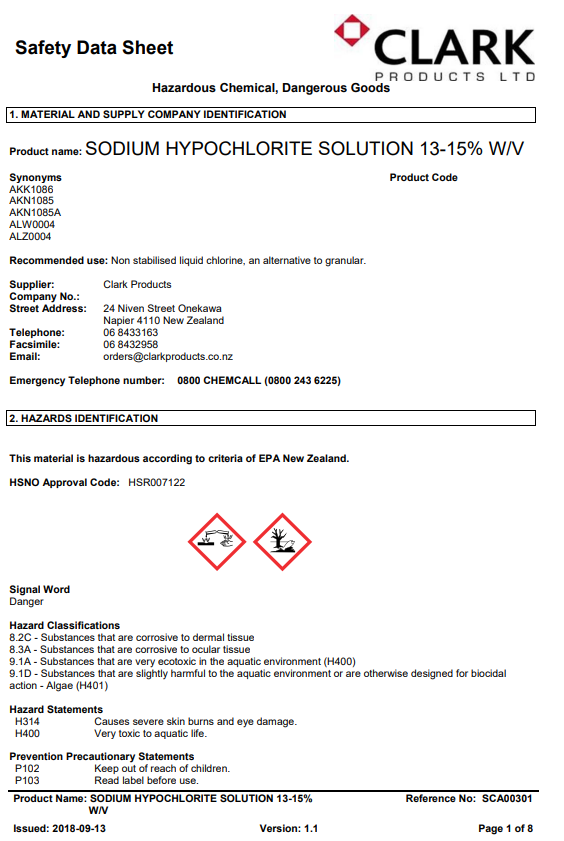 Safety Data Sheet
CLARK
PRODUCTS LTD
Hazardous Chemical, Dangerous Goods
1. MATERIAL AND SUPPLY COMPANY IDENTIFICATION
Product name: SODIUM HYPOCHLORITE SOLUTION 13-15% W/V
Synonyms Product Code
AKK1086
AKN1085
AKN1085A
ALW0004
ALZ0004
Recommended use: Non stabilised liquid chlorine, an alternative to granular.
Supplier: Clark Products
Company No.:
Street Address: 24 Niven Street Onekawa
Napier 4110 New Zealand
Telephone: 06 8433163
Facsimile: 06 8432958
Email: orders@clarkproducts.co.nz
Emergency Telephone number: 0800 CHEMCALL (0800 243 6225)
2. HAZARDS IDENTIFICATION
This material is hazardous according to criteria of EPA New Zealand.
HSNO Approval Code: HSR007122
Signal Word
Danger
Hazard Classifications
8.2C - Substances that are corrosive to dermal tissue
8.3A - Substances that are corrosive to ocular tissue
9.1A - Substances that are very ecotoxic in the aquatic environment (H400)
9.1D - Substances that are slightly harmful to the aquatic environment or are otherwise designed for biocidal
action - Algae (H401)
Hazard Statements
H314 Causes severe skin burns and eye damage.
H400 Very toxic to aquatic life.
Prevention Precautionary Statements
P102 Keep out of reach of children.
P103 Read label before use.
Product Name: SODIUM HYPOCHLORITE SOLUTION 13-15% Reference No: SCA00301
W/V
Issued: 2018-09-13 Version: 1.1 Page 1 of 8